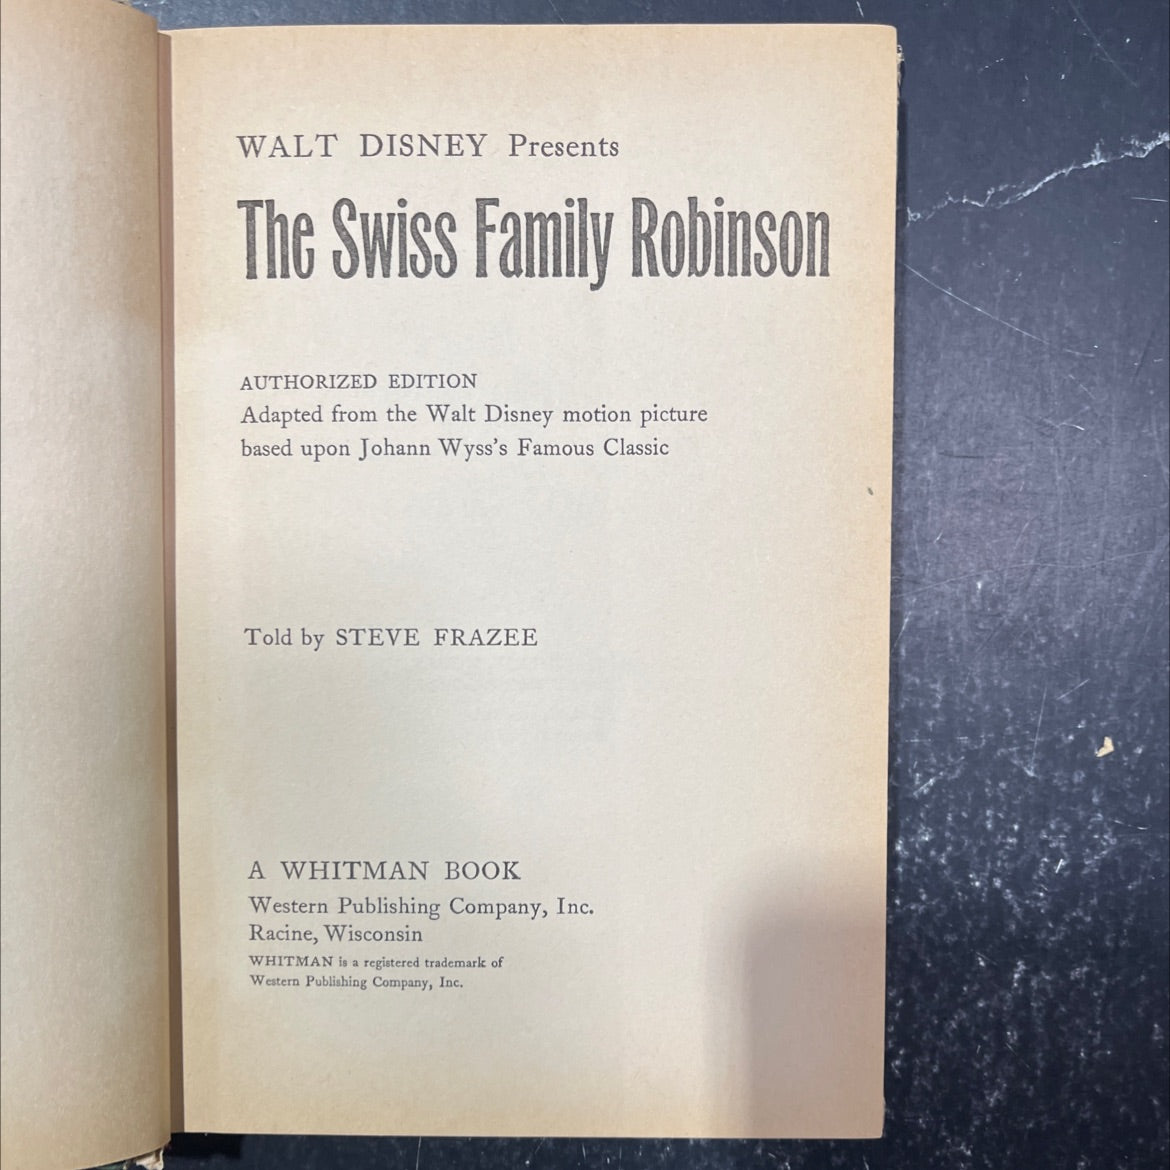 WALT DISNEY Presents
The Swiss Family Robinson
AUTHORIZED EDITION
Adapted from the Walt Disney motion picture
based upon Johann Wyss's Famous Classic
Told by STEVE FRAZEE
A WHITMAN BOOK
Western Publishing Company, Inc.
Racine, Wisconsin
WHITMAN is a registered trademark of
Western Publishing Company, Inc.